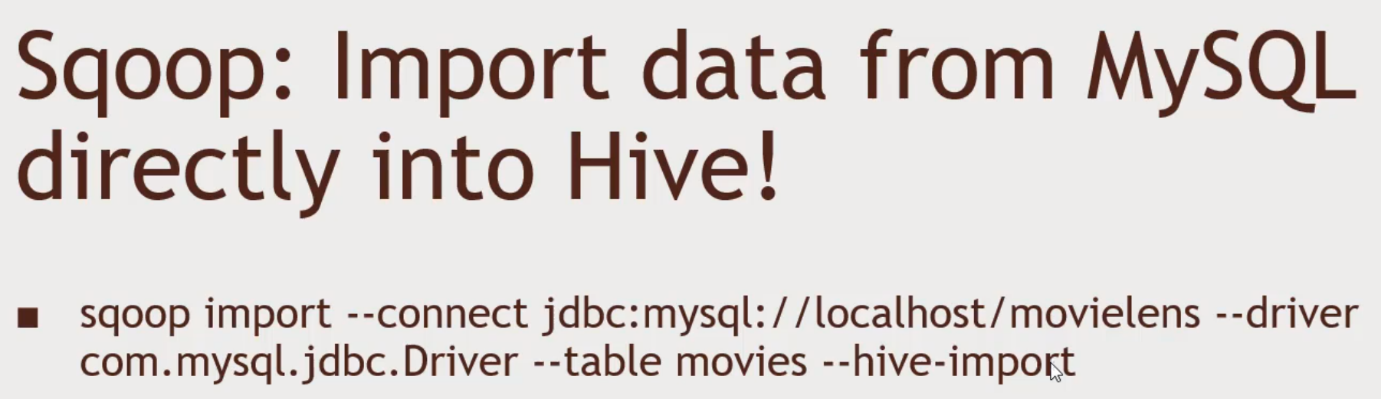 Sqoop: Import data from MySQL
directly into Hive!
■ sqoop import --connect jdbc:mysql://localhost/movielens --driver
com.mysql.jdbc.Driver --table movies --hive-import